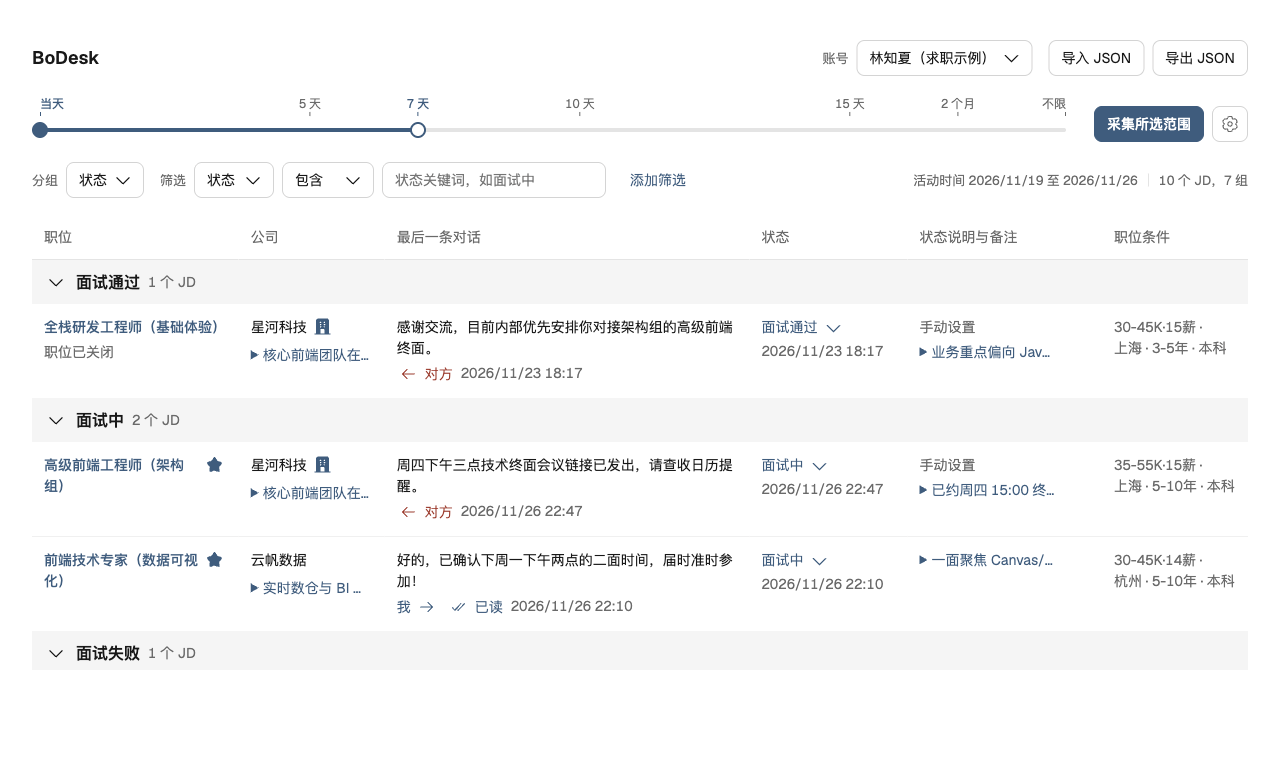 BoDesk
账号 林知夏（求职示例） 导入 JSON 导出 JSON
当天 5 天 7 天 10 天 15 天 2 个月 不限
采集所选范围
分组 状态 筛选 状态 包含 状态关键词，如面试中 添加筛选 活动时间 2026/11/19 至 2026/11/26 10 个 JD，7 组
职位 公司 最后一条对话 状态 状态说明与备注 职位条件
面试通过 1 个 JD
全栈研发工程师（基础体验） 星河科技 感谢交流，目前内部优先安排你对接架构组的高级前端 面试通过 手动设置 30-45K·15薪 ·
职位已关闭 核心前端团队在... 终面。 2026/11/23 18:17 业务重点偏向 Jav... 上海 · 3-5年 · 本科
对方 2026/11/23 18:17
面试中 2 个 JD
高级前端工程师（架构 星河科技 周四下午三点技术终面会议链接已发出，请查收日历提 面试中 手动设置 35-55K·15薪 ·
组） 核心前端团队在... 醒。 2026/11/26 22:47 已约周四 15:00 终... 上海 · 5-10年 · 本科
对方 2026/11/26 22:47
前端技术专家（数据可视 云帆数据 好的，已确认下周一下午两点的二面时间，届时准时参 面试中 一面聚焦 Canvas/... 30-45K·14薪 ·
化） 实时数仓与 BI ... 加！ 2026/11/26 22:10 杭州 · 5-10年 · 本科
我 已读 2026/11/26 22:10
面试失败 1 个 JD